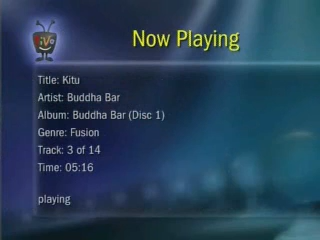 TiVo
Now Playing
Title: Kitu
Artist: Buddha Bar
Album: Buddha Bar (Disc 1)
Genre: Fusion
Track: 3 of 14
Time: 05:16
playing